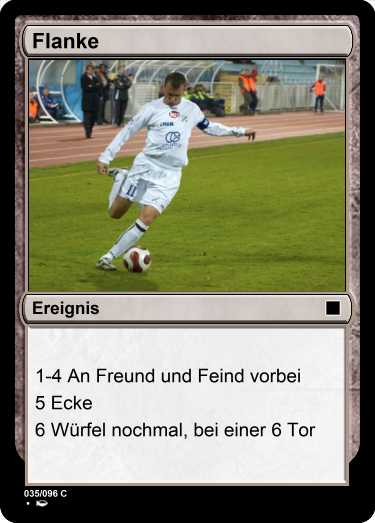 Flanke
11
Ereignis
1-4 An Freund und Feind vorbei
5 Ecke
6 Würfel nochmal, bei einer 6 Tor
035/096 C